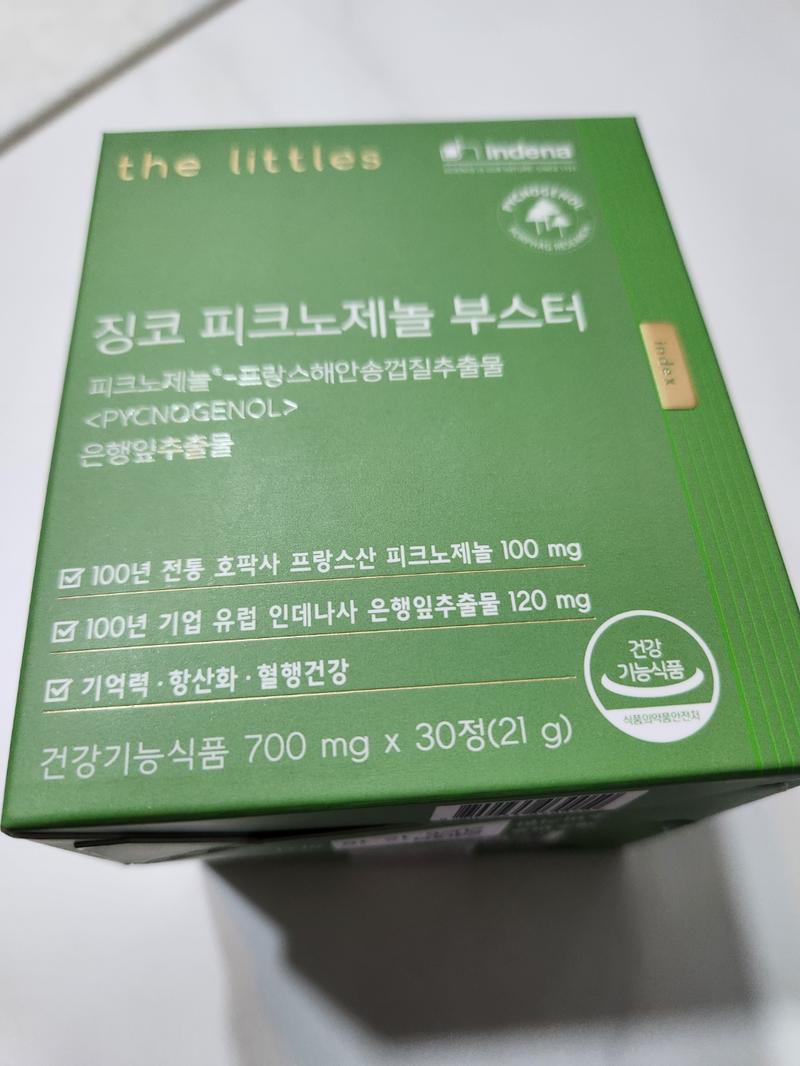 the littles
indena
PYCNOGENOL
징코 피크노제놀 부스터
피크노제놀®-프랑스해안송껍질추출물
<PYCNOGENOL>
은행잎추출물
index
100년 전통 호팍사 프랑스산 피크노제놀 100 mg
100년 기업 유럽 인데나사 은행잎추출물 120 mg
기억력·항산화·혈행건강
건강
기능식품
식품의약품안전처
건강기능식품 700 mg x 30정(21 g)